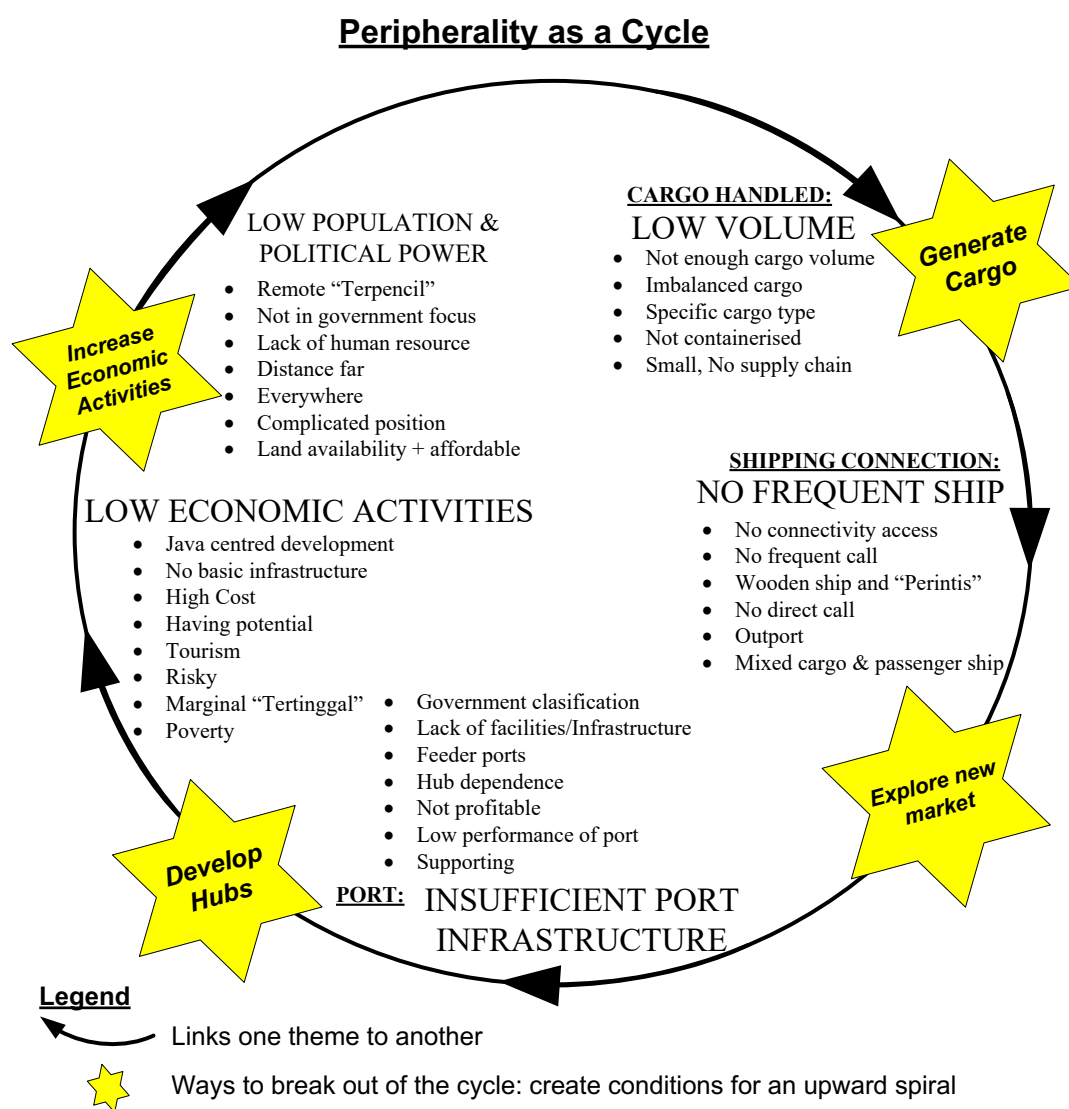 Peripherality as a Cycle
LOW POPULATION &
POLITICAL POWER
• Remote “Terpencil”
• Not in government focus
• Lack of human resource
• Distance far
• Everywhere
• Complicated position
• Land availability + affordable
CARGO HANDLED:
LOW VOLUME
• Not enough cargo volume
• Imbalanced cargo
• Specific cargo type
• Not containerised
• Small, No supply chain
Generate
Cargo
SHIPPING CONNECTION:
NO FREQUENT SHIP
• No connectivity access
• No frequent call
• Wooden ship and “Perintis”
• No direct call
• Outport
• Mixed cargo & passenger ship
Explore new
market
• Government clasification
• Lack of facilities/Infrastructure
• Feeder ports
• Hub dependence
• Not profitable
• Low performance of port
• Supporting
PORT: INSUFFICIENT PORT
INFRASTRUCTURE
Develop
Hubs
LOW ECONOMIC ACTIVITIES
• Java centred development
• No basic infrastructure
• High Cost
• Having potential
• Tourism
• Risky
• Marginal “Tertinggal”
• Poverty
Increase
Economic
Activities
Legend
Links one theme to another
Ways to break out of the cycle: create conditions for an upward spiral